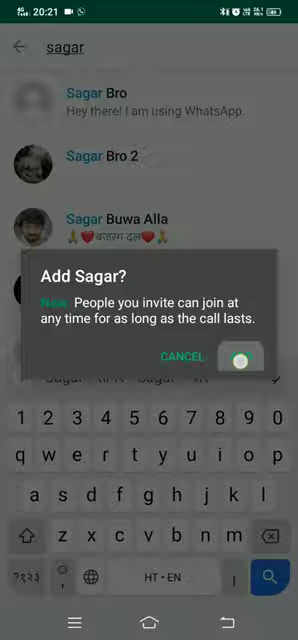 20:21
sagar
Sagar Bro
Hey there! I am using WhatsApp.
Sagar Bro 2
Sagar Buwa Alla
🙏❤️बजरंग दल❤️🙏
Add Sagar?
New People you invite can join at
any time for as long as the call lasts.
CANCEL
1 2 3 4 5 6 7 8 9 0
q w e r t y u i o p
a s d f g h j k l
z x c v b n m
?१२३ , HT • EN |